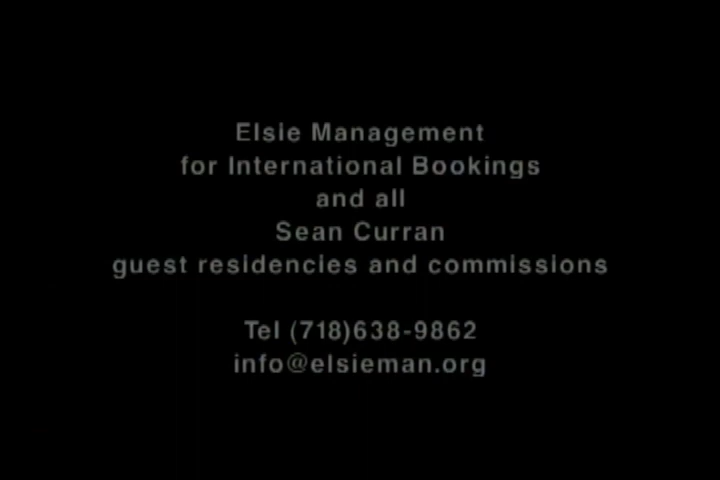 Elsie Management
for International Bookings
and all
Sean Curran
guest residencies and commissions
Tel (718)638-9862
info@elsieman.org